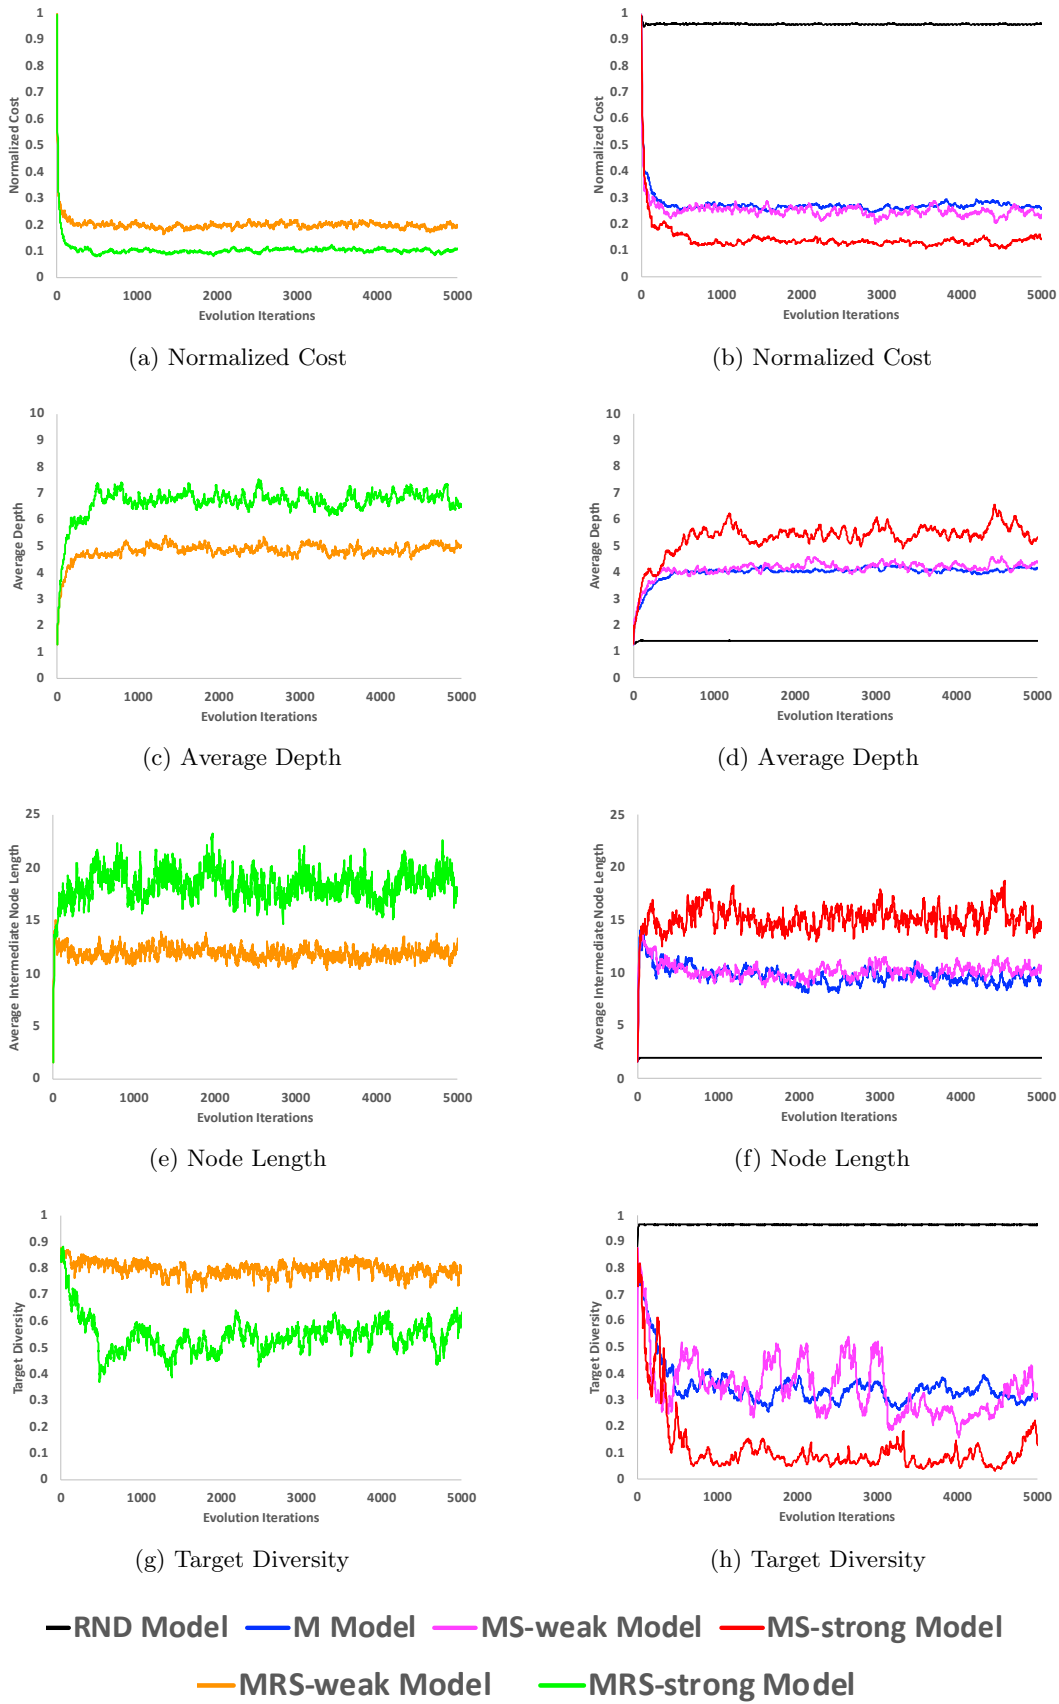 1
0.9
0.8
0.7
0.6
0.5
0.4
0.3
0.2
0.1
0
Normalized Cost
0 1000 2000 3000 4000 5000
Evolution Iterations
(a) Normalized Cost
1
0.9
0.8
0.7
0.6
0.5
0.4
0.3
0.2
0.1
0
Normalized Cost
0 1000 2000 3000 4000 5000
Evolution Iterations
(b) Normalized Cost
10
9
8
7
6
5
4
3
2
1
0
Average Depth
0 1000 2000 3000 4000 5000
Evolution Iterations
(c) Average Depth
10
9
8
7
6
5
4
3
2
1
0
Average Depth
0 1000 2000 3000 4000 5000
Evolution Iterations
(d) Average Depth
25
20
15
10
5
0
Average Intermediate Node Length
0 1000 2000 3000 4000 5000
Evolution Iterations
(e) Node Length
25
20
15
10
5
0
Average Intermediate Node Length
0 1000 2000 3000 4000 5000
Evolution Iterations
(f) Node Length
1
0.9
0.8
0.7
0.6
0.5
0.4
0.3
0.2
0.1
0
Target Diversity
0 1000 2000 3000 4000 5000
Evolution Iterations
(g) Target Diversity
1
0.9
0.8
0.7
0.6
0.5
0.4
0.3
0.2
0.1
0
Target Diversity
0 1000 2000 3000 4000 5000
Evolution Iterations
(h) Target Diversity
RND Model M Model MS-weak Model MS-strong Model
MRS-weak Model MRS-strong Model